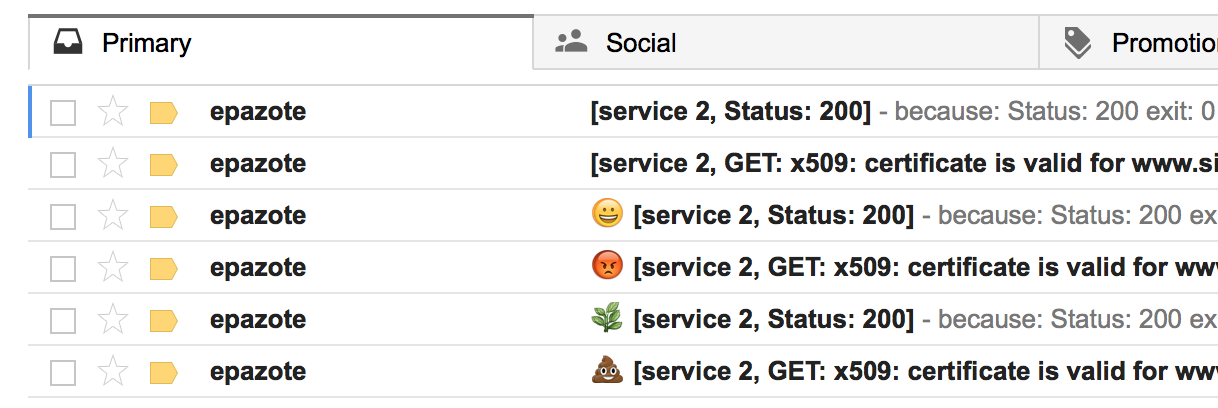 Primary Social Promotio
epazote [service 2, Status: 200] - because: Status: 200 exit: 0
epazote [service 2, GET: x509: certificate is valid for www.si
epazote 😀 [service 2, Status: 200] - because: Status: 200 ex
epazote 😡 [service 2, GET: x509: certificate is valid for www
epazote 🌿 [service 2, Status: 200] - because: Status: 200 ex
epazote 💩 [service 2, GET: x509: certificate is valid for www